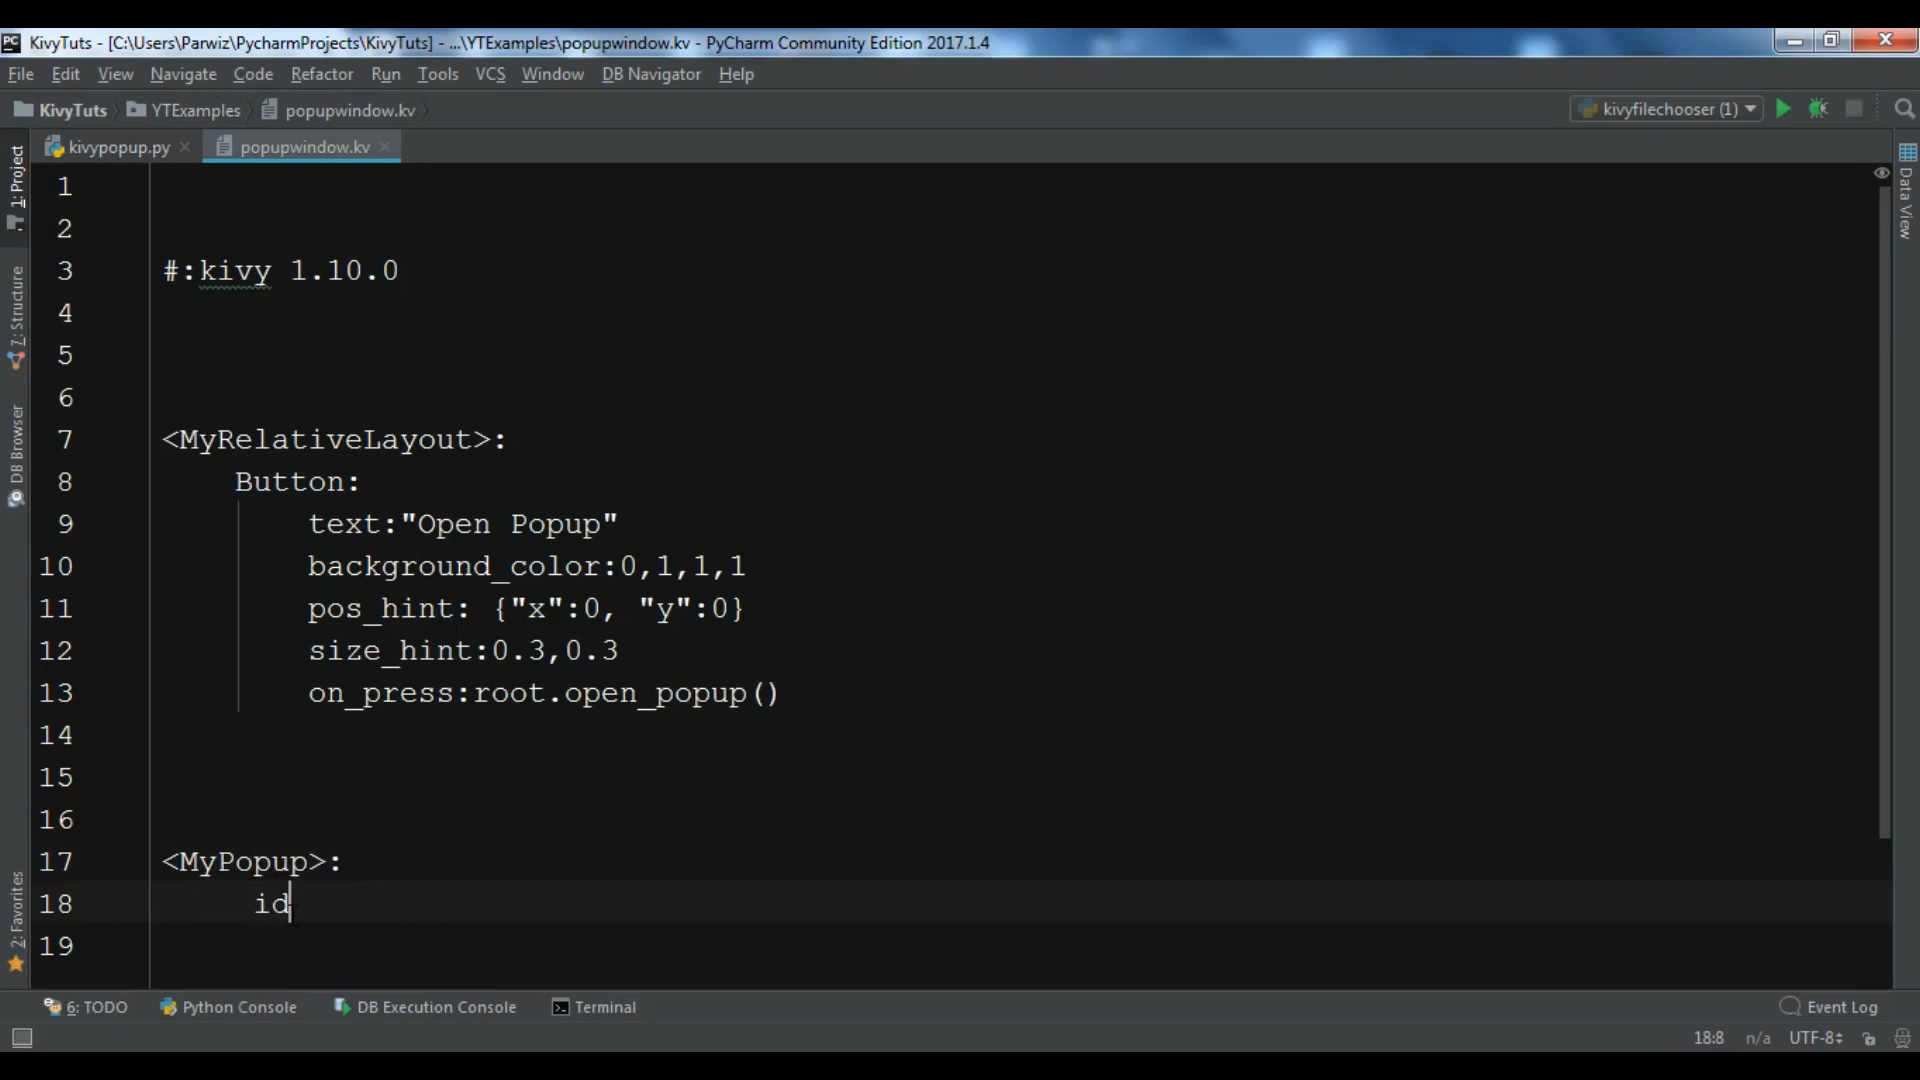 KivyTuts - [C:\Users\Parwiz\PycharmProjects\KivyTuts] - ...\YTExamples\popupwindow.kv - PyCharm Community Edition 2017.1.4
File Edit View Navigate Code Refactor Run Tools VCS Window DB Navigator Help
KivyTuts YTExamples popupwindow.kv kivyfilechooser (1)
kivypopup.py popupwindow.kv
1: Project
7: Structure
DB Browser
2: Favorites
Data View
1
2
3 #:kivy 1.10.0
4
5
6
7 <MyRelativeLayout>:
8 Button:
9 text:"Open Popup"
10 background_color:0,1,1,1
11 pos_hint: {"x":0, "y":0}
12 size_hint:0.3,0.3
13 on_press:root.open_popup()
14
15
16
17 <MyPopup>:
18 id
19
6: TODO Python Console DB Execution Console Terminal Event Log
18:8 n/a UTF-8